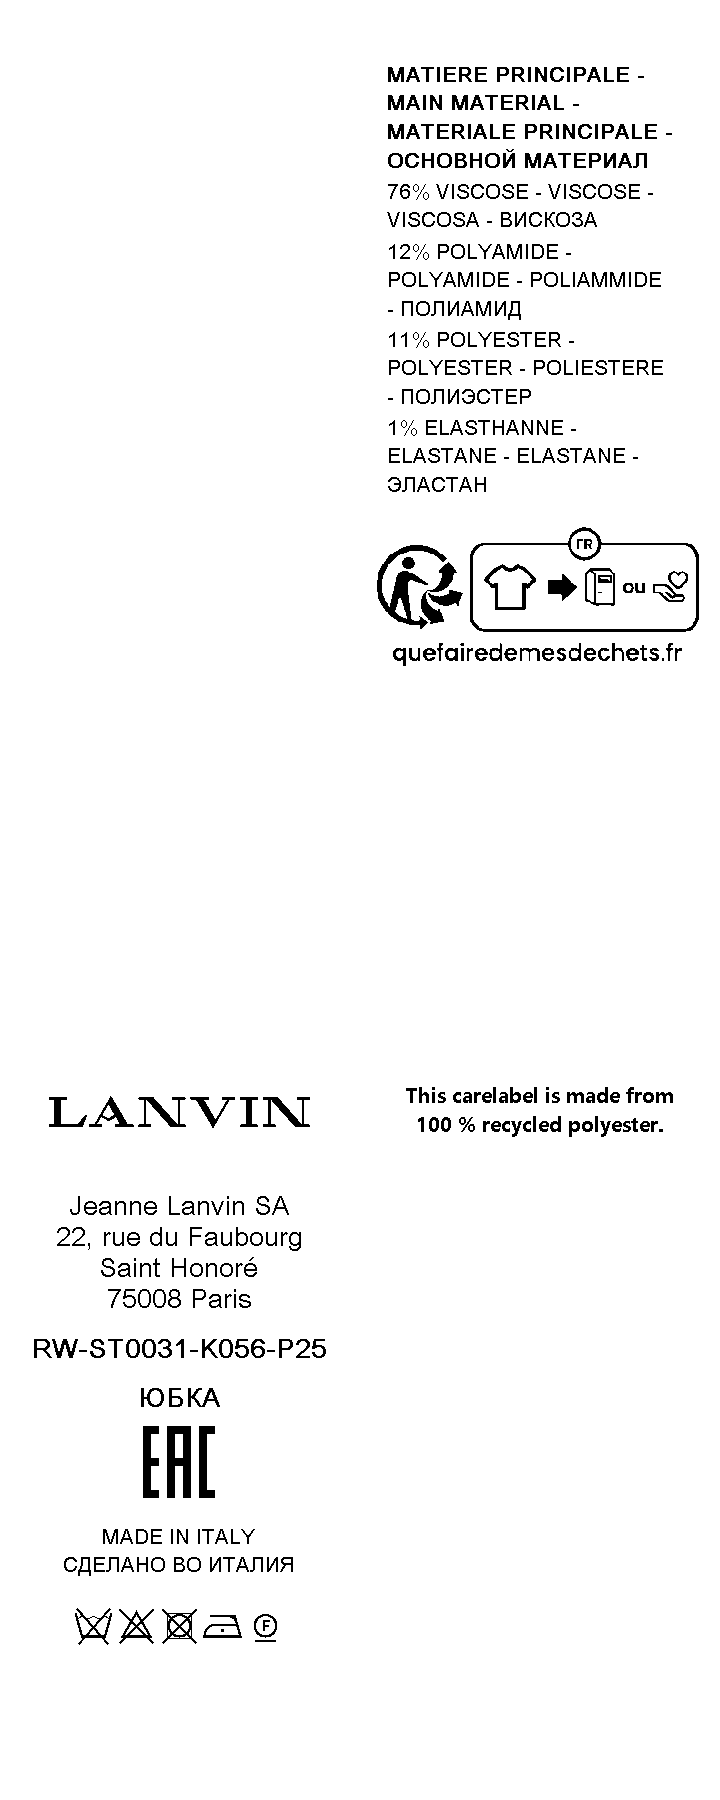 MATIERE PRINCIPALE -
MAIN MATERIAL -
MATERIALE PRINCIPALE -
ОСНОВНОЙ МАТЕРИАЛ
76% VISCOSE - VISCOSE -
VISCOSA - ВИСКОЗА
12% POLYAMIDE -
POLYAMIDE - POLIAMMIDE
- ПОЛИАМИД
11% POLYESTER -
POLYESTER - POLIESTERE
- ПОЛИЭСТЕР
1% ELASTHANNE -
ELASTANE - ELASTANE -
ЭЛАСТАН
FR
ou
quefairedemesdechets.fr
LANVIN
Jeanne Lanvin SA
22, rue du Faubourg
Saint Honoré
75008 Paris
RW-ST0031-K056-P25
ЮБКА
EAC
MADE IN ITALY
СДЕЛАНО ВО ИТАЛИЯ
F
This carelabel is made from
100 % recycled polyester.